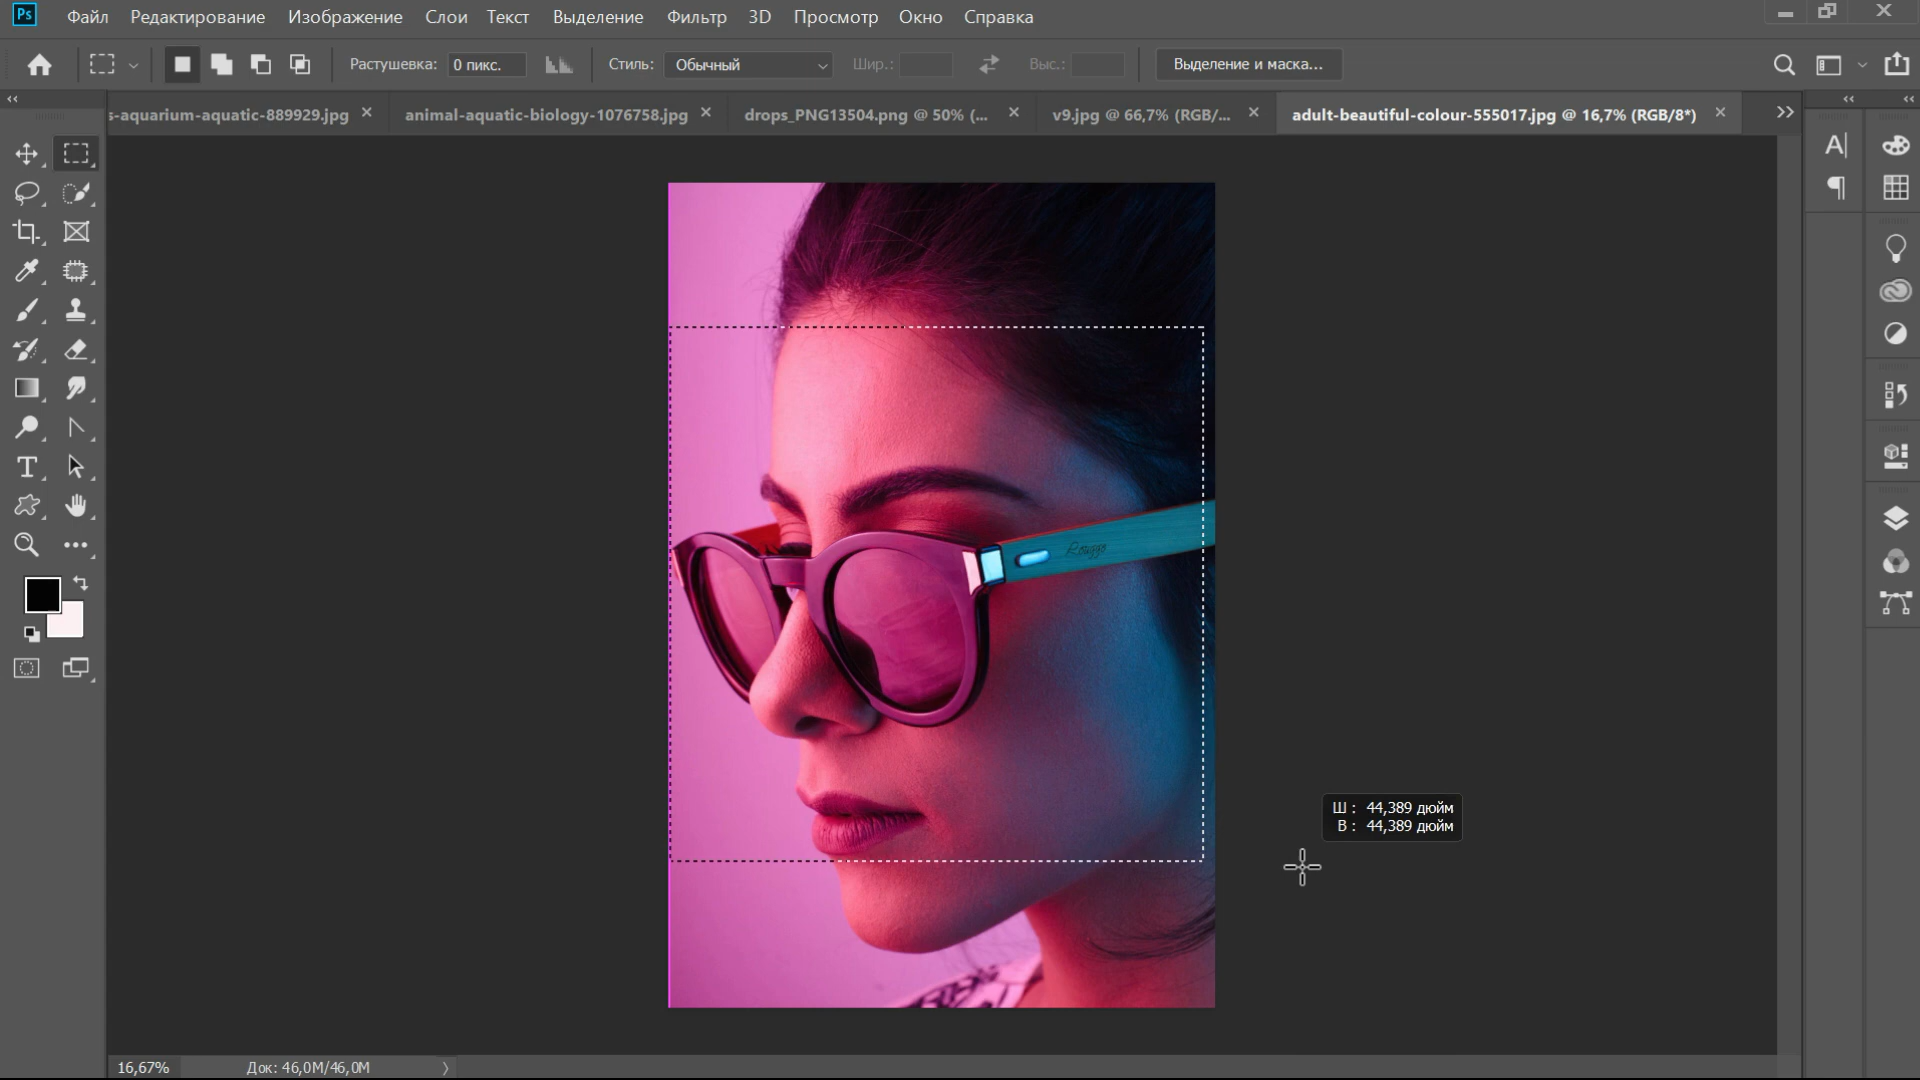 Ps
Файл Редактирование Изображение Слои Текст Выделение Фильтр 3D Просмотр Окно Справка
Растушевка: 0 пикс. Стиль: Обычный Шир.: Выс.: Выделение и маска...
s-aquarium-aquatic-889929.jpg × animal-aquatic-biology-1076758.jpg × drops_PNG13504.png @ 50% (... × v9.jpg @ 66,7% (RGB/... × adult-beautiful-colour-555017.jpg @ 16,7% (RGB/8*) ×
Ш : 44,389 дюйм
В : 44,389 дюйм
16,67% Док: 46,0M/46,0M